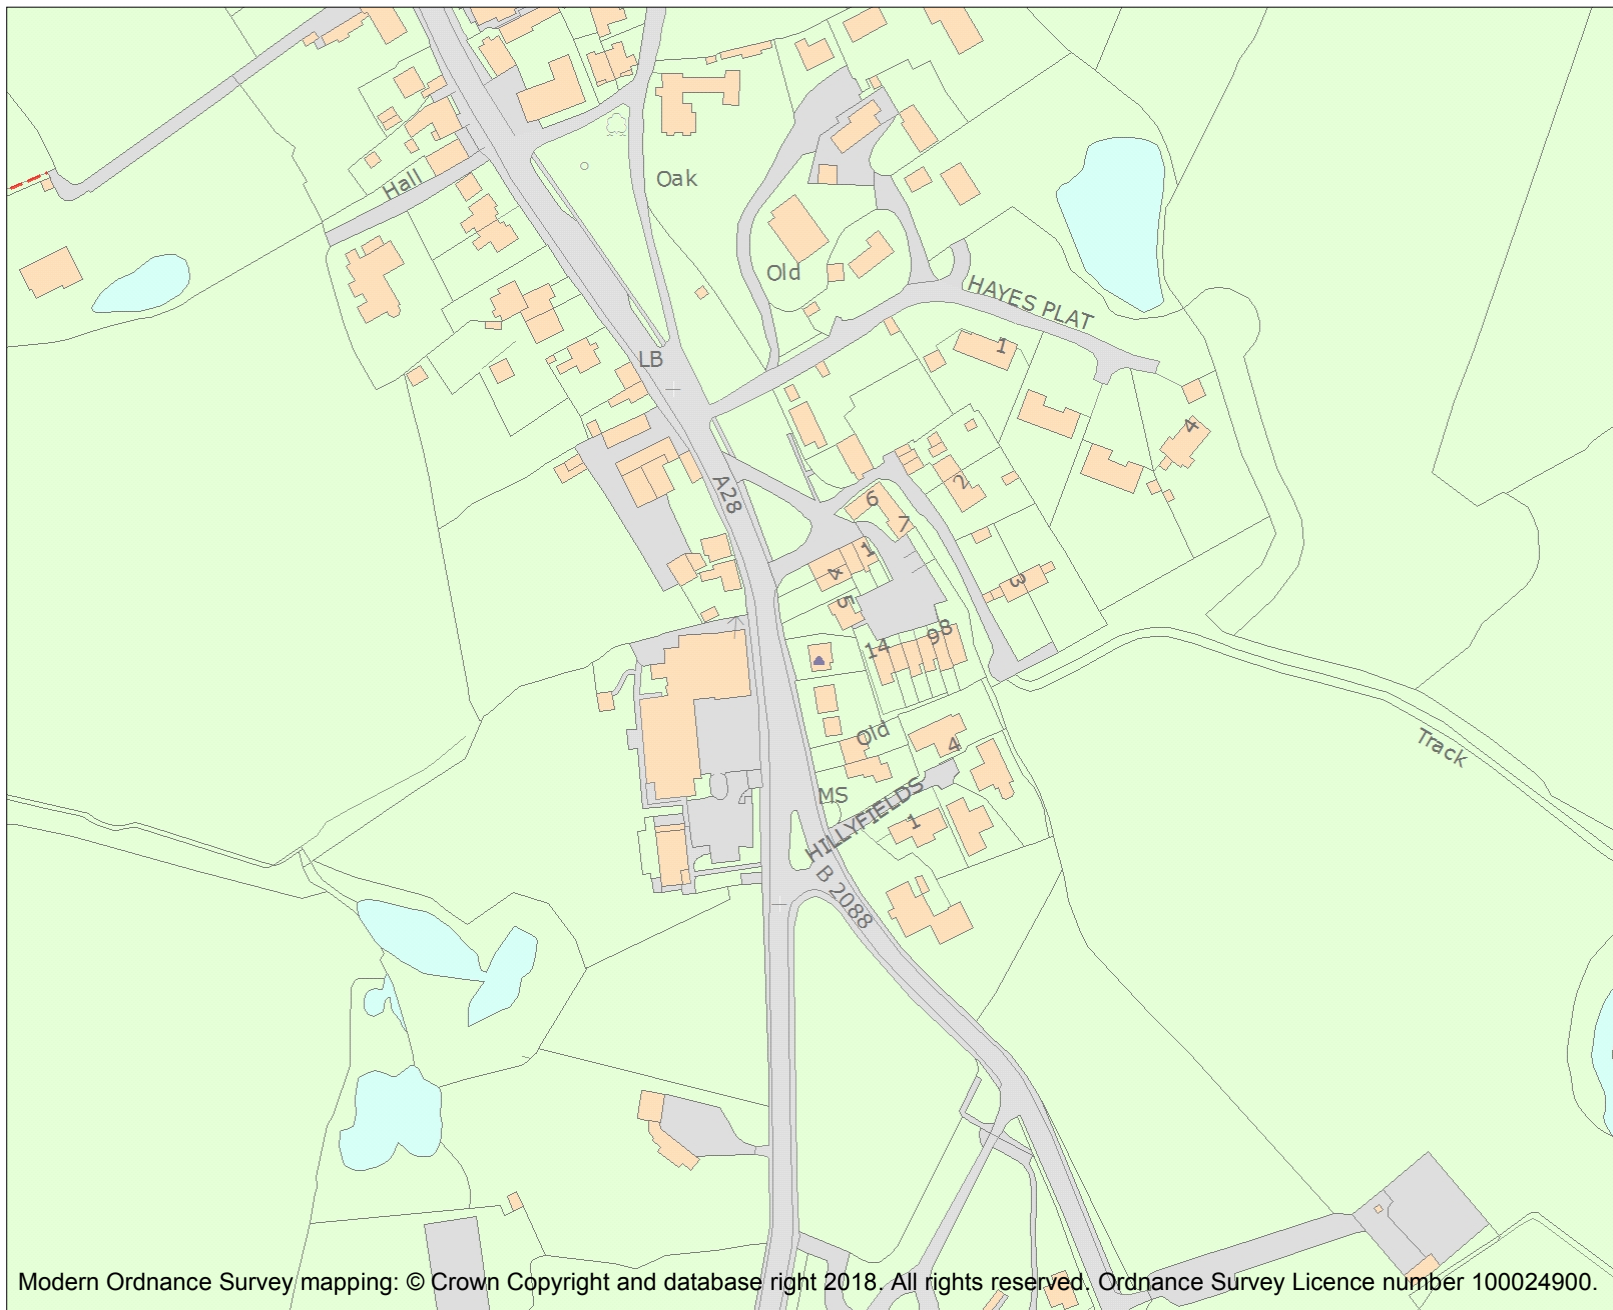 Hall
Oak
Old
HAYES PLAT
1
LB
4
A28
2
6
7
1
4
3
5
14
98
Old
4
Track
MS
HILLYFIELDS
1
B 2088
Modern Ordnance Survey mapping: © Crown Copyright and database right 2018. All rights reserved. Ordnance Survey Licence number 100024900.